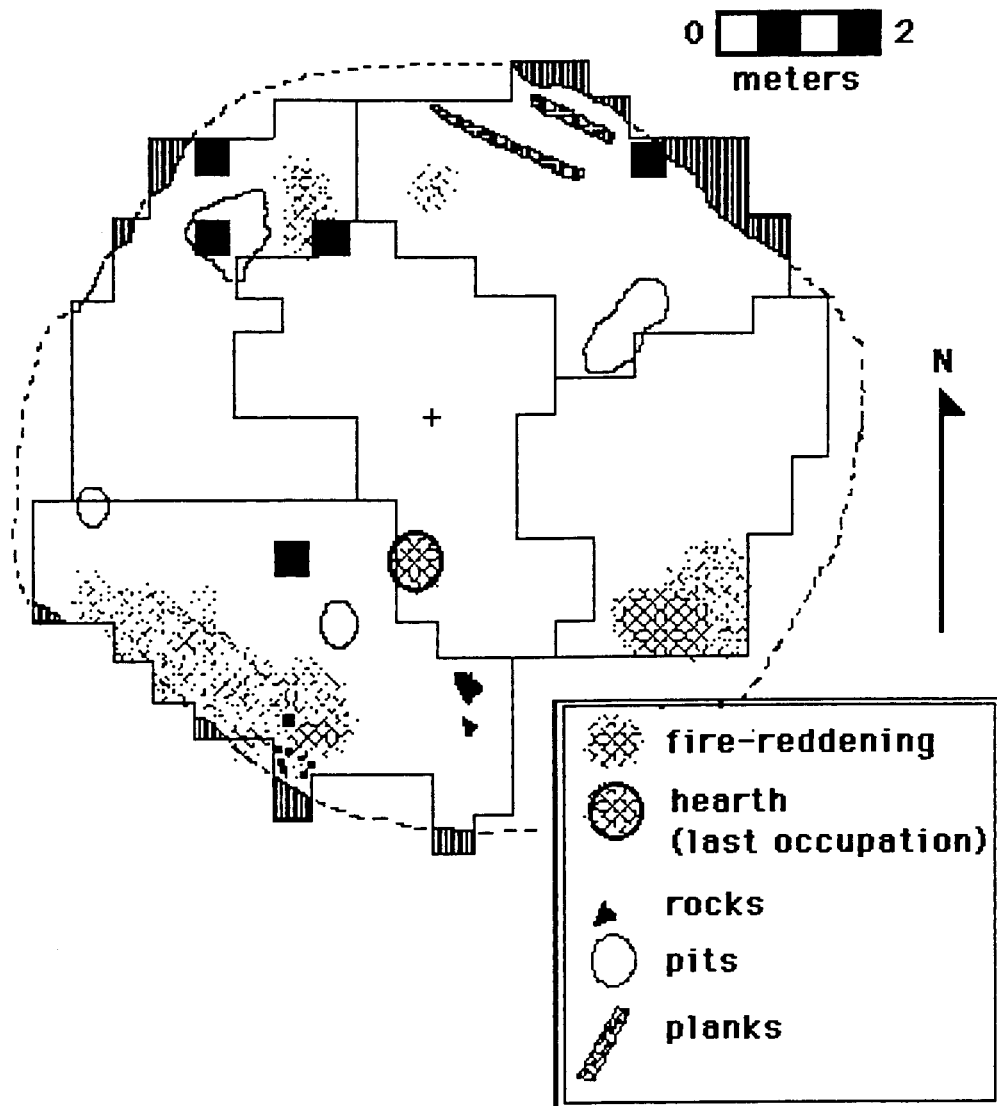 0 2
meters
N
fire-reddening
hearth
(last occupation)
rocks
pits
planks